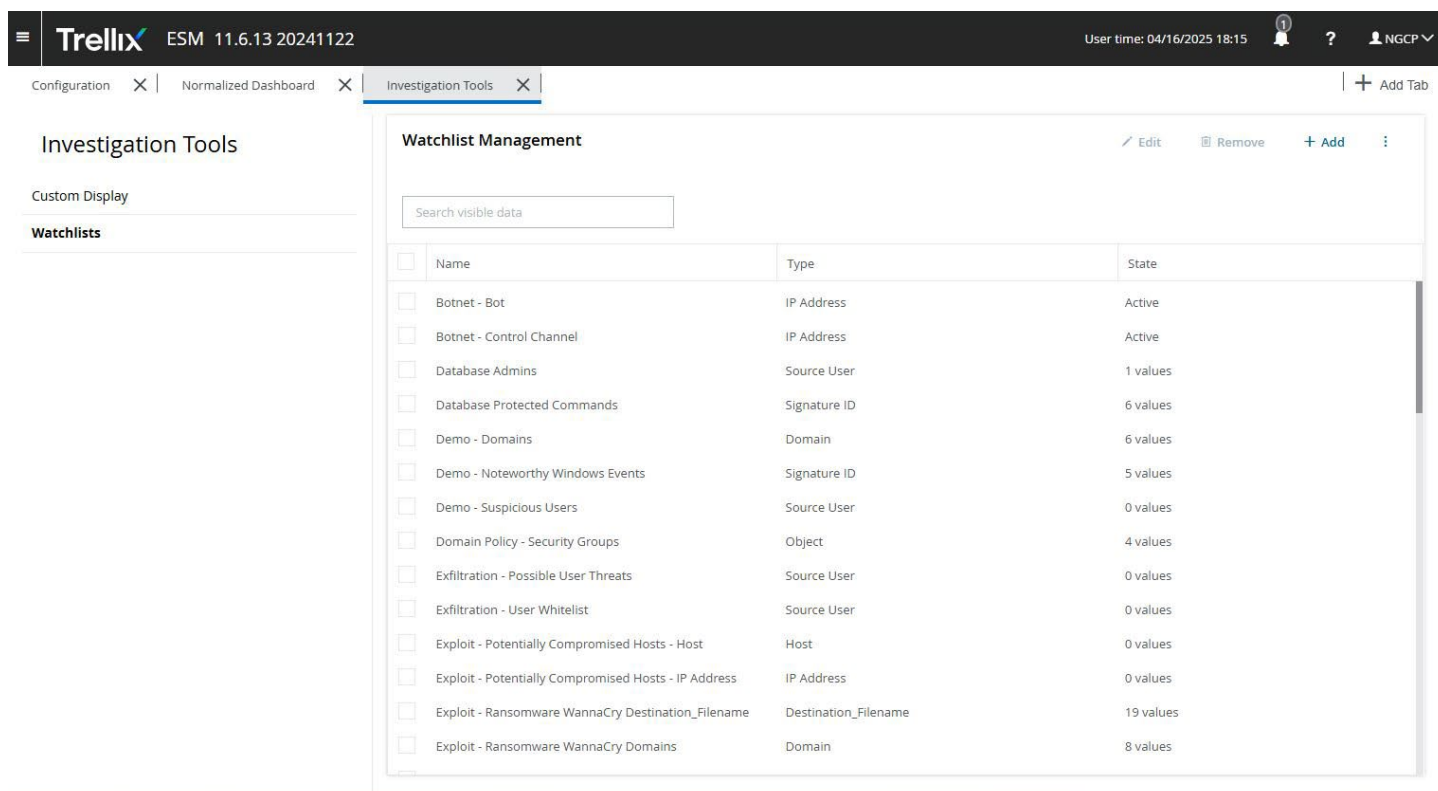 Trellix ESM 11.6.13 20241122 User time: 04/16/2025 18:15 1 ? NGCP
Configuration Normalized Dashboard Investigation Tools Add Tab
Investigation Tools
Custom Display
Watchlists
Watchlist Management Edit Remove + Add
Search visible data
Name Type State
Botnet - Bot IP Address Active
Botnet - Control Channel IP Address Active
Database Admins Source User 1 values
Database Protected Commands Signature ID 6 values
Demo - Domains Domain 6 values
Demo - Noteworthy Windows Events Signature ID 5 values
Demo - Suspicious Users Source User 0 values
Domain Policy - Security Groups Object 4 values
Exfiltration - Possible User Threats Source User 0 values
Exfiltration - User Whitelist Source User 0 values
Exploit - Potentially Compromised Hosts - Host Host 0 values
Exploit - Potentially Compromised Hosts - IP Address IP Address 0 values
Exploit - Ransomware WannaCry Destination_Filename Destination_Filename 19 values
Exploit - Ransomware WannaCry Domains Domain 8 values